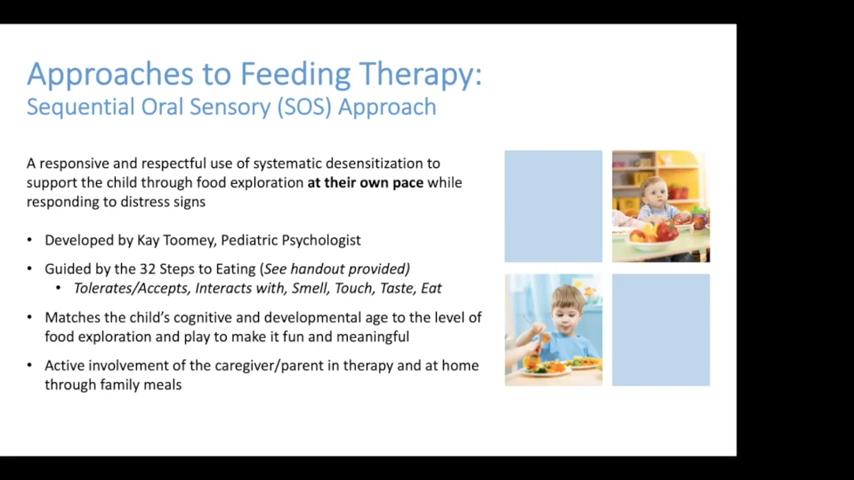 Approaches to Feeding Therapy:
Sequential Oral Sensory (SOS) Approach
A responsive and respectful use of systematic desensitization to
support the child through food exploration at their own pace while
responding to distress signs
• Developed by Kay Toomey, Pediatric Psychologist
• Guided by the 32 Steps to Eating (See handout provided)
• Tolerates/Accepts, Interacts with, Smell, Touch, Taste, Eat
• Matches the child's cognitive and developmental age to the level of
food exploration and play to make it fun and meaningful
• Active involvement of the caregiver/parent in therapy and at home
through family meals